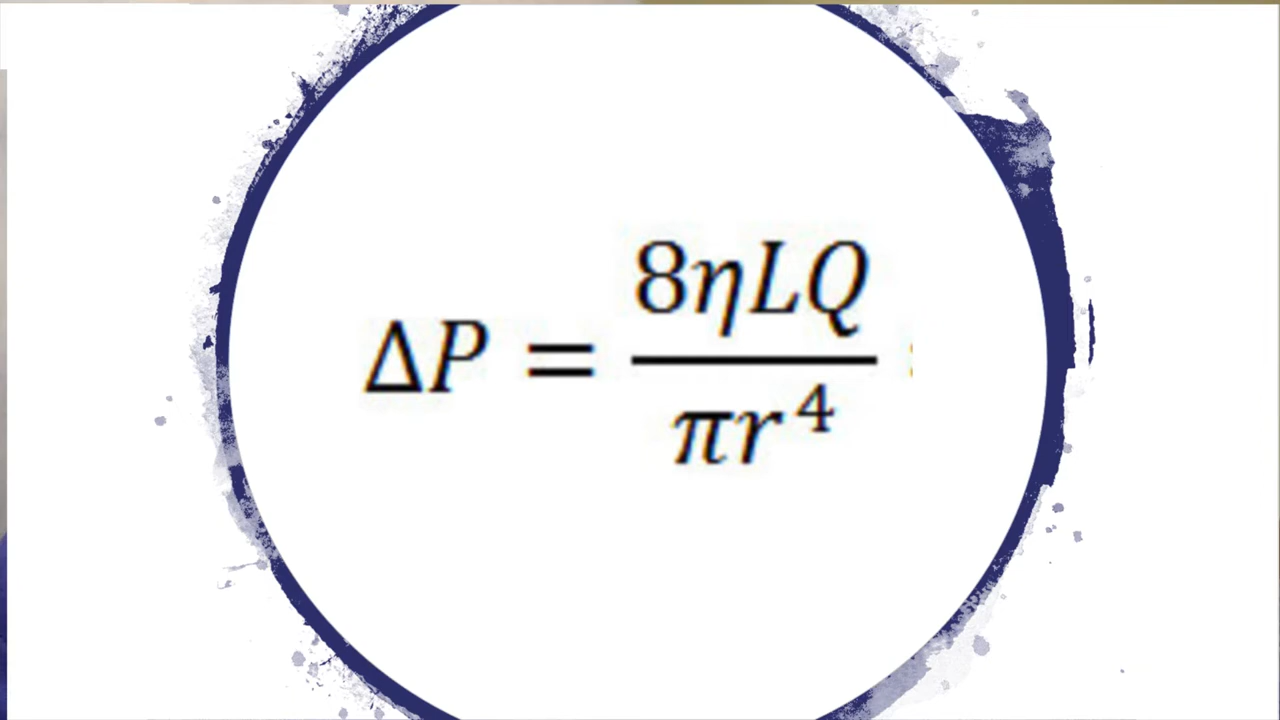 ΔP = 8ηLQ / πr⁴